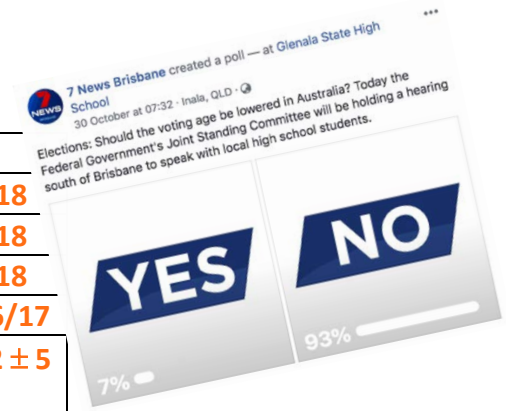 7 News Brisbane created a poll — at Glenala State High
School
30 October at 07:32 · Inala, QLD ·
Elections: Should the voting age be lowered in Australia? Today the
Federal Government's Joint Standing Committee will be holding a hearing
south of Brisbane to speak with local high school students.
7
NEWS
YES
NO
7%
93%
18
18
18
/17
± 5